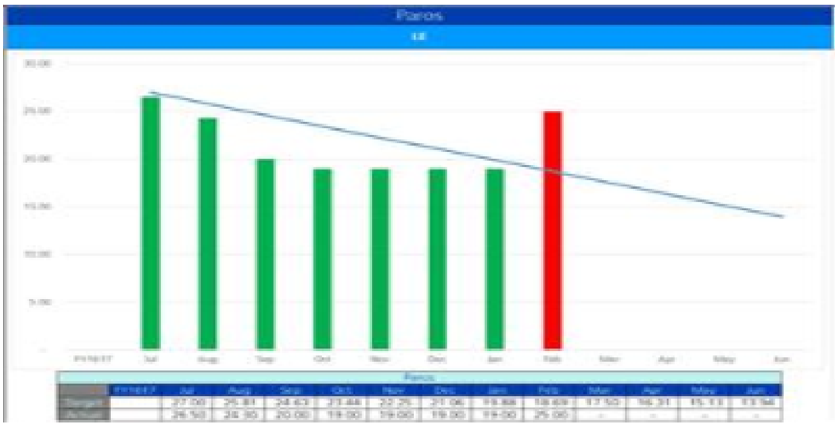 Paros
LE
30.00
25.00
20.00
15.00
10.00
5.00
-
FY16E17 Jul Aug Sep Oct Nov Dec Jan Feb Mar Apr May Jun
Paros
FY16E17 Jul Aug Sep Oct Nov Dec Jan Feb Mar Apr May Jun
Target 27.00 25.81 24.63 23.44 22.25 21.06 19.88 18.69 17.50 16.31 15.13 13.94
Actual 26.50 24.30 20.00 19.00 19.00 19.00 19.00 25.00 - - - -